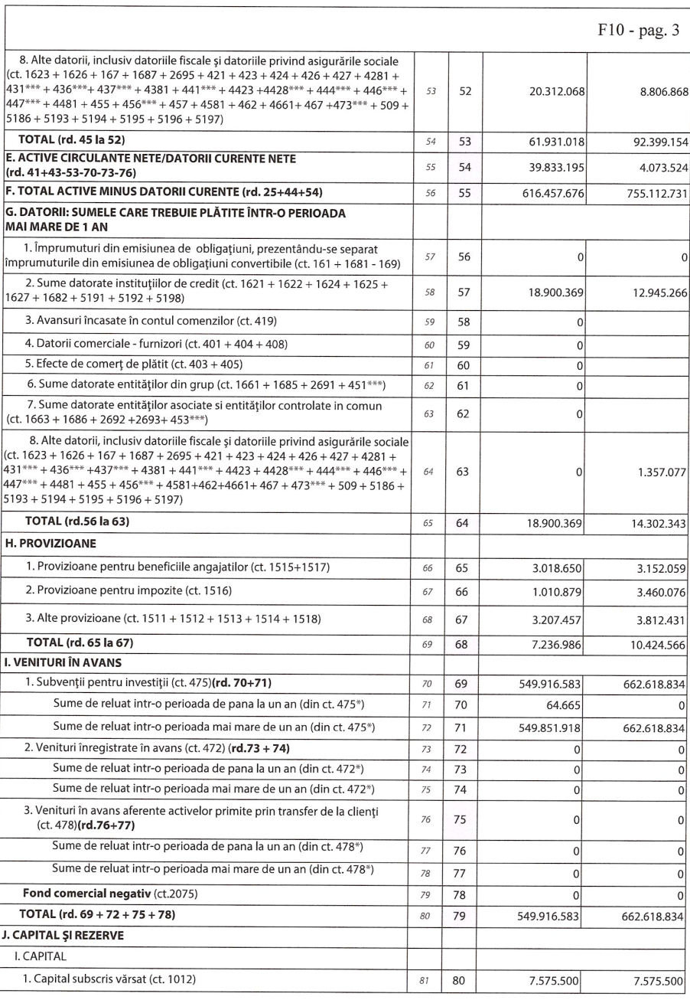 F10 - pag. 3
8. Alte datorii, inclusiv datoriile fiscale şi datoriile privind asigurările sociale
(ct. 1623 + 1626 + 167 + 1687 + 2695 + 421 + 423 + 424 + 426 + 427 + 4281 +
431*** + 436***+ 437*** + 4381 + 441*** + 4423 +4428*** + 444*** + 446*** +
447*** + 4481 + 455 + 456*** + 457 + 4581 + 462 + 4661+ 467 +473*** + 509 +
5186 + 5193 + 5194 + 5195 + 5196 + 5197) 53 52 20.312.068 8.806.868
TOTAL (rd. 45 la 52) 54 53 61.931.018 92.399.154
E. ACTIVE CIRCULANTE NETE/DATORII CURENTE NETE
(rd. 41+43-53-70-73-76) 55 54 39.833.195 4.073.524
F. TOTAL ACTIVE MINUS DATORII CURENTE (rd. 25+44+54) 56 55 616.457.676 755.112.731
G. DATORII: SUMELE CARE TREBUIE PLĂTITE ÎNTR-O PERIOADA
MAI MARE DE 1 AN
1. Împrumuturi din emisiunea de obligaţiuni, prezentându-se separat
împrumuturile din emisiunea de obligaţiuni convertibile (ct. 161 + 1681 - 169) 57 56 0 0
2. Sume datorate instituţiilor de credit (ct. 1621 + 1622 + 1624 + 1625 +
1627 + 1682 + 5191 + 5192 + 5198) 58 57 18.900.369 12.945.266
3. Avansuri încasate în contul comenzilor (ct. 419) 59 58 0
4. Datorii comerciale - furnizori (ct. 401 + 404 + 408) 60 59 0
5. Efecte de comerţ de plătit (ct. 403 + 405) 61 60 0
6. Sume datorate entităţilor din grup (ct. 1661 + 1685 + 2691 + 451***) 62 61 0
7. Sume datorate entităţilor asociate si entităţilor controlate in comun
(ct. 1663 + 1686 + 2692 +2693+ 453***) 63 62 0
8. Alte datorii, inclusiv datoriile fiscale şi datoriile privind asigurările sociale
(ct. 1623 + 1626 + 167 + 1687 + 2695 + 421 + 423 + 424 + 426 + 427 + 4281 +
431*** + 436*** +437*** + 4381 + 441*** + 4423 + 4428*** + 444*** + 446*** +
447*** + 4481 + 455 + 456*** + 4581+462+4661+ 467 + 473*** + 509 + 5186 +
5193 + 5194 + 5195 + 5196 + 5197) 64 63 0 1.357.077
TOTAL (rd.56 la 63) 65 64 18.900.369 14.302.343
H. PROVIZIOANE
1. Provizioane pentru beneficiile angajatilor (ct. 1515+1517) 66 65 3.018.650 3.152.059
2. Provizioane pentru impozite (ct. 1516) 67 66 1.010.879 3.460.076
3. Alte provizioane (ct. 1511 + 1512 + 1513 + 1514 + 1518) 68 67 3.207.457 3.812.431
TOTAL (rd. 65 la 67) 69 68 7.236.986 10.424.566
I. VENITURI ÎN AVANS
1. Subvenţii pentru investiţii (ct. 475)(rd. 70+71) 70 69 549.916.583 662.618.834
Sume de reluat intr-o perioada de pana la un an (din ct. 475*) 71 70 64.665 0
Sume de reluat intr-o perioada mai mare de un an (din ct. 475*) 72 71 549.851.918 662.618.834
2. Venituri înregistrate în avans (ct. 472) (rd.73 + 74) 73 72 0 0
Sume de reluat intr-o perioada de pana la un an (din ct. 472*) 74 73 0 0
Sume de reluat intr-o perioada mai mare de un an (din ct. 472*) 75 74 0 0
3. Venituri în avans aferente activelor primite prin transfer de la clienţi
(ct. 478)(rd.76+77) 76 75 0 0
Sume de reluat intr-o perioada de pana la un an (din ct. 478*) 77 76 0 0
Sume de reluat intr-o perioada mai mare de un an (din ct. 478*) 78 77 0 0
Fond comercial negativ (ct.2075) 79 78 0 0
TOTAL (rd. 69 + 72 + 75 + 78) 80 79 549.916.583 662.618.834
J. CAPITAL ŞI REZERVE
I. CAPITAL
1. Capital subscris vărsat (ct. 1012) 81 80 7.575.500 7.575.500